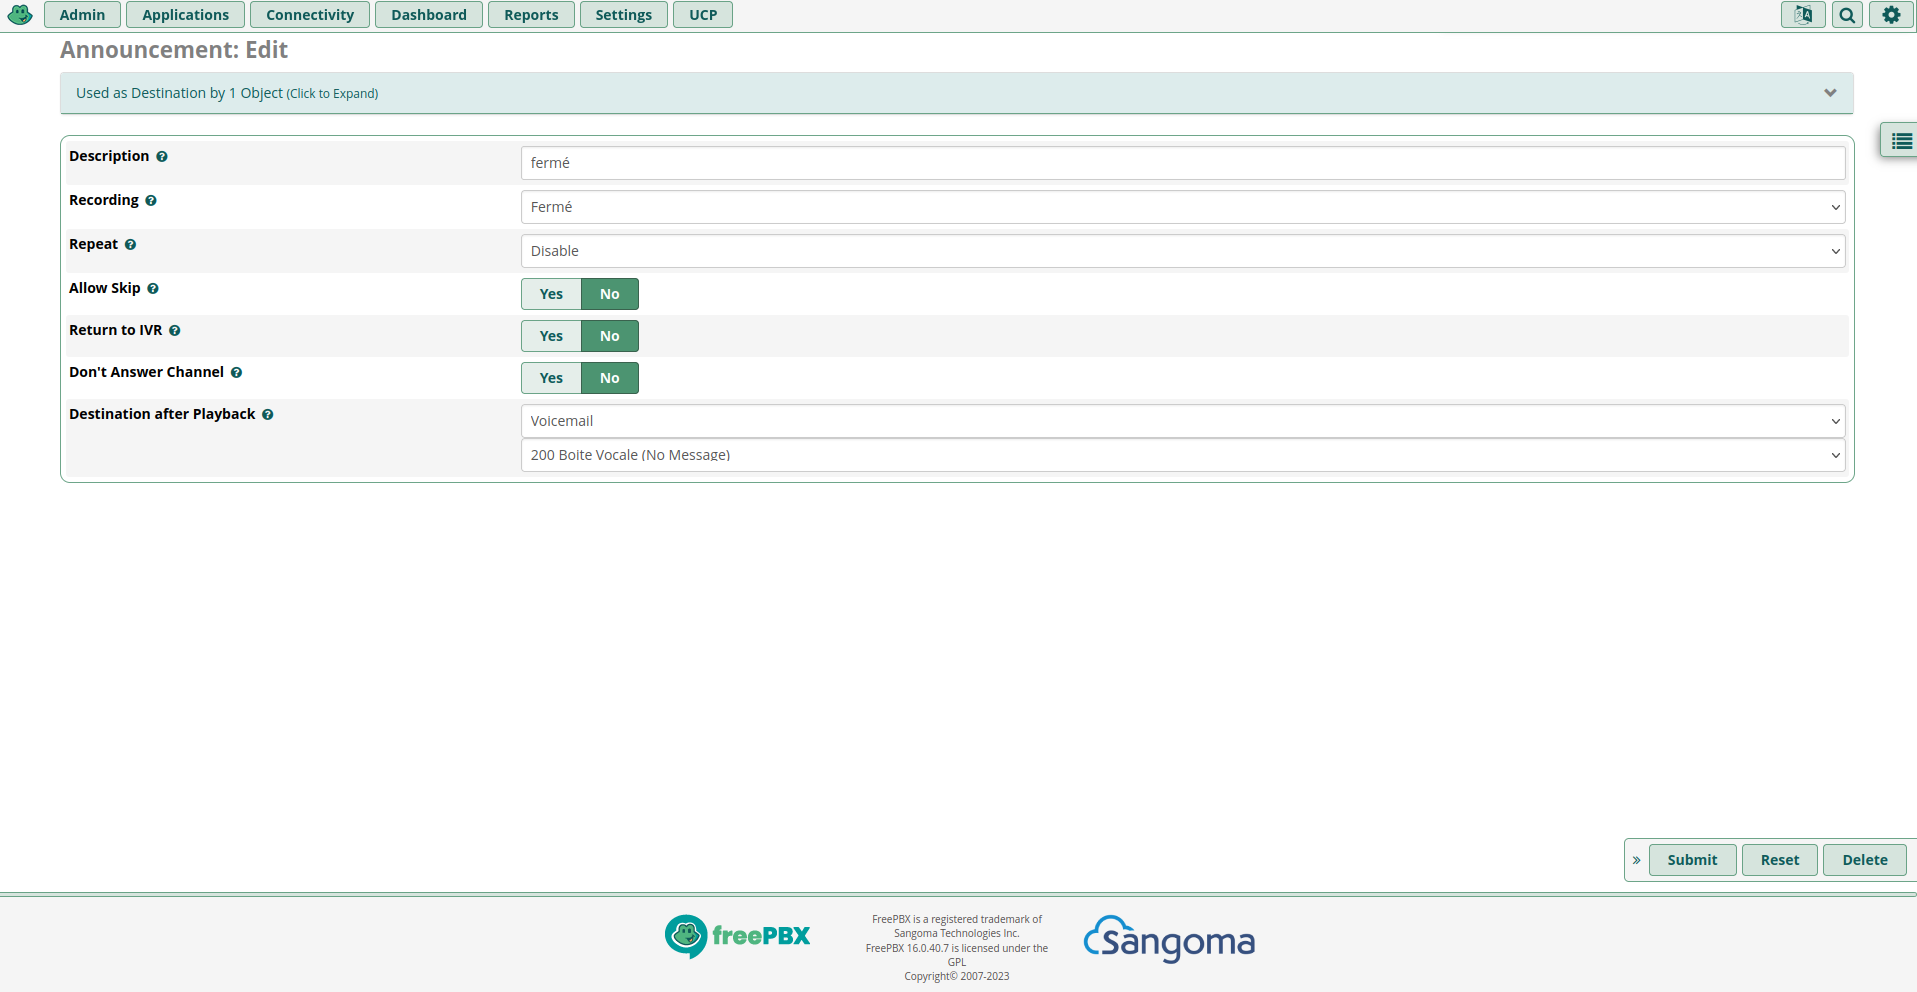 Admin Applications Connectivity Dashboard Reports Settings UCP
Announcement: Edit
Used as Destination by 1 Object (Click to Expand)
Description
fermé
Recording
Fermé
Repeat
Disable
Allow Skip
Yes No
Return to IVR
Yes No
Don't Answer Channel
Yes No
Destination after Playback
Voicemail
200 Boite Vocale (No Message)
» Submit Reset Delete
freePBX
FreePBX is a registered trademark of
Sangoma Technologies Inc.
FreePBX 16.0.40.7 is licensed under the
GPL
Copyright© 2007-2023
Sangoma